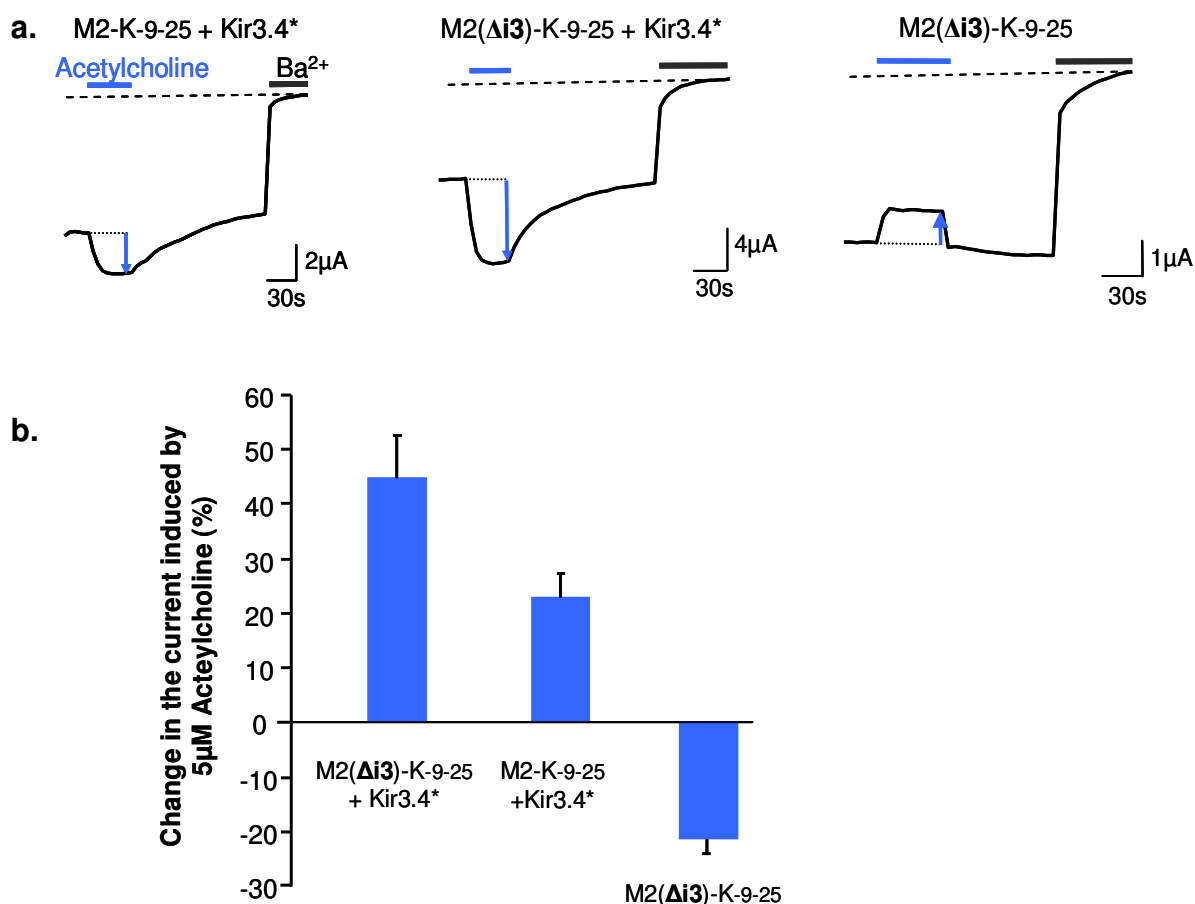 a.
M2-K-9-25 + Kir3.4*
M2(Δi3)-K-9-25 + Kir3.4*
M2(Δi3)-K-9-25
Acetylcholine
Ba²⁺
2µA
30s
4µA
30s
1µA
30s
b.
Change in the current induced by
5µM Acteylcholine (%)
60
50
40
30
20
10
0
-10
-20
-30
M2(Δi3)-K-9-25
+ Kir3.4*
M2-K-9-25
+Kir3.4*
M2(Δi3)-K-9-25